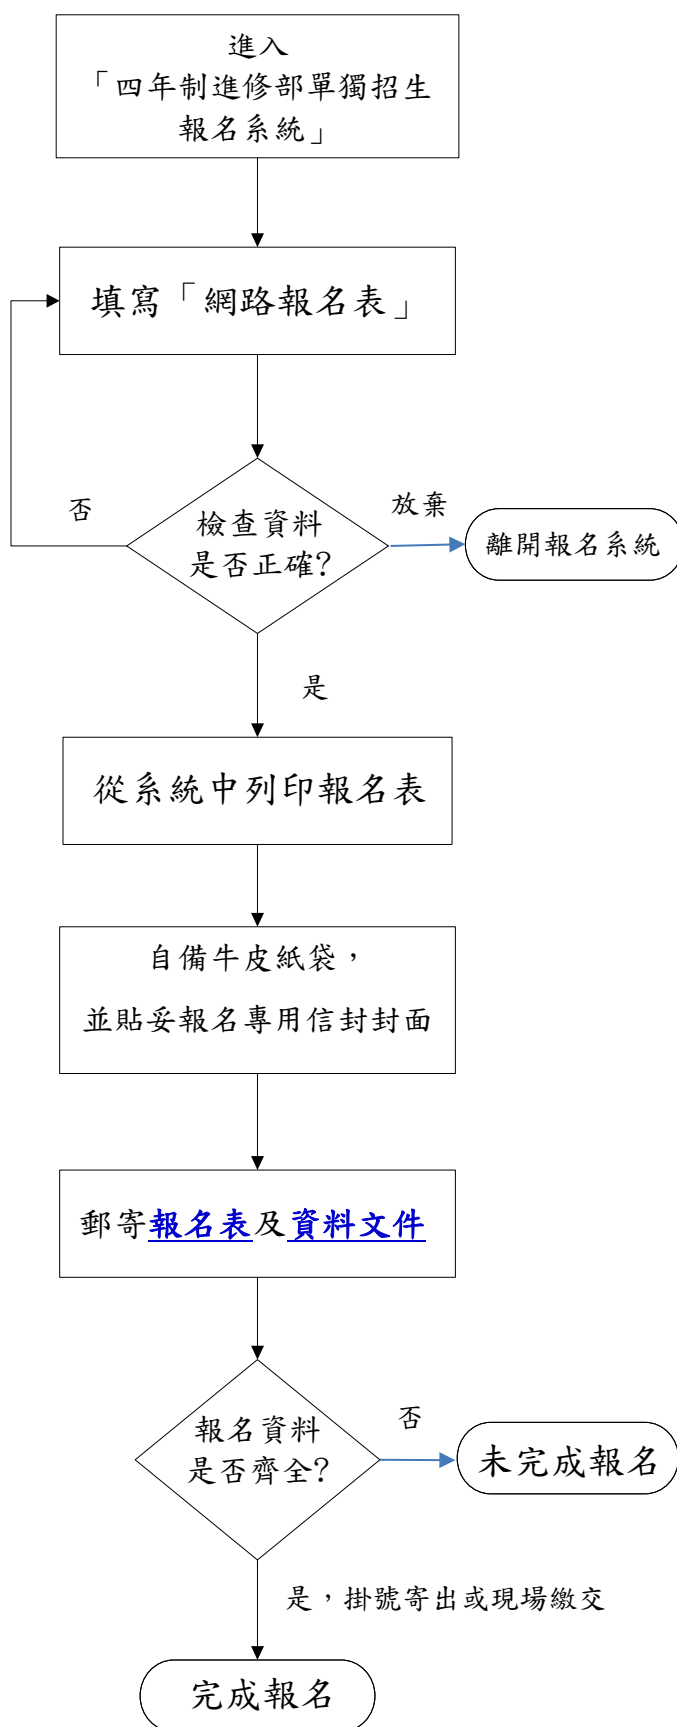 進入
「四年制進修部單獨招生
報名系統」
填寫「網路報名表」
否
檢查資料
是否正確?
放棄
離開報名系統
是
從系統中列印報名表
自備牛皮紙袋，
並貼妥報名專用信封封面
郵寄報名表及資料文件
報名資料
是否齊全?
否
未完成報名
是，掛號寄出或現場繳交
完成報名